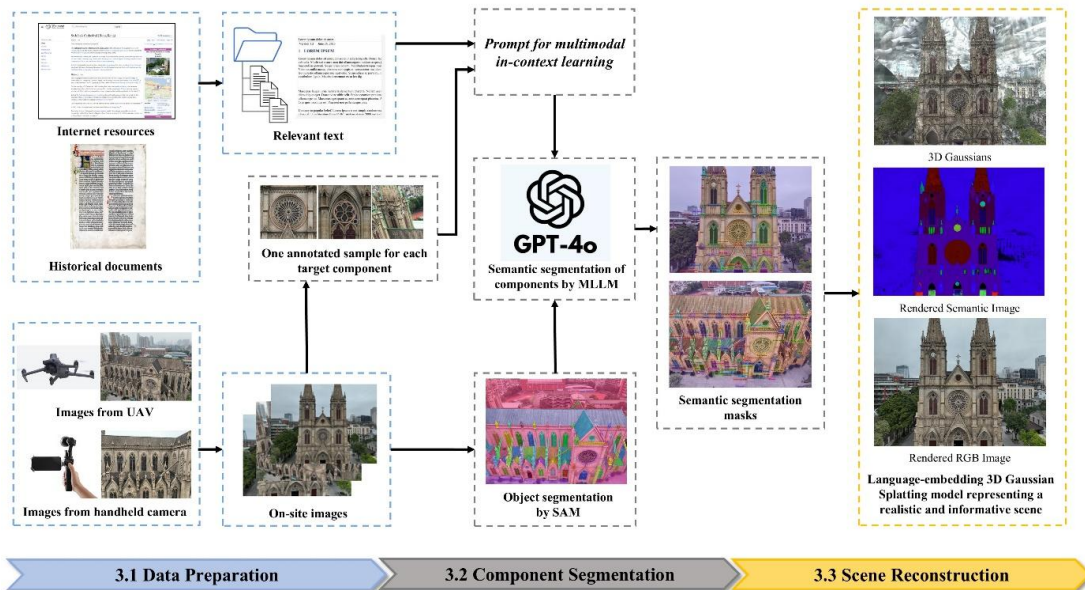 Internet resources
Historical documents
LOREM IPSUM
Relevant text
Prompt for multimodal
in-context learning
One annotated sample for each
target component
GPT-4o
Semantic segmentation of
components by MLLM
Images from UAV
Images from handheld camera
On-site images
Object segmentation
by SAM
Semantic segmentation
masks
3D Gaussians
Rendered Semantic Image
Rendered RGB Image
Language-embedding 3D Gaussian
Splatting model representing a
realistic and informative scene
3.1 Data Preparation
3.2 Component Segmentation
3.3 Scene Reconstruction